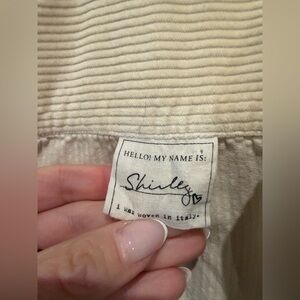 HELLO! MY NAME IS:
Shirley
i was woven in italy.